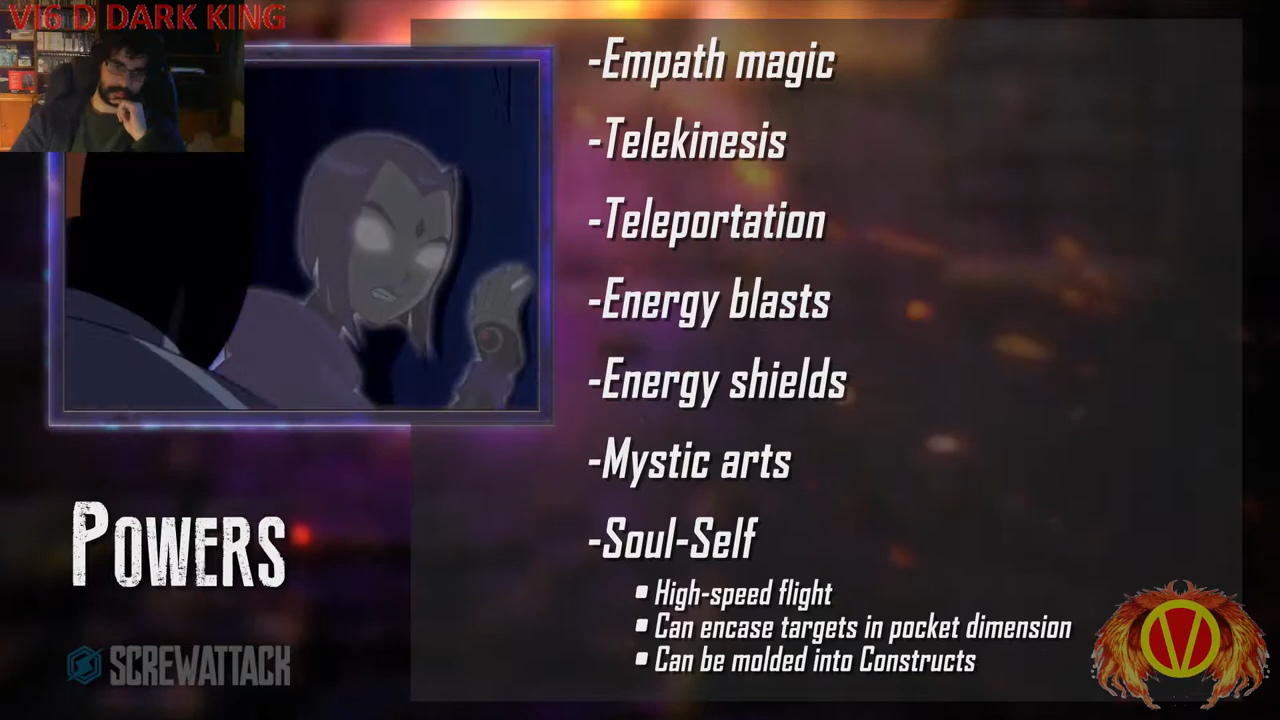 VI6 D DARK KING
-Empath magic
-Telekinesis
-Teleportation
-Energy blasts
-Energy shields
-Mystic arts
-Soul-Self
▪ High-speed flight
▪ Can encase targets in pocket dimension
▪ Can be molded into Constructs
POWERS
SCREWATTACK
V